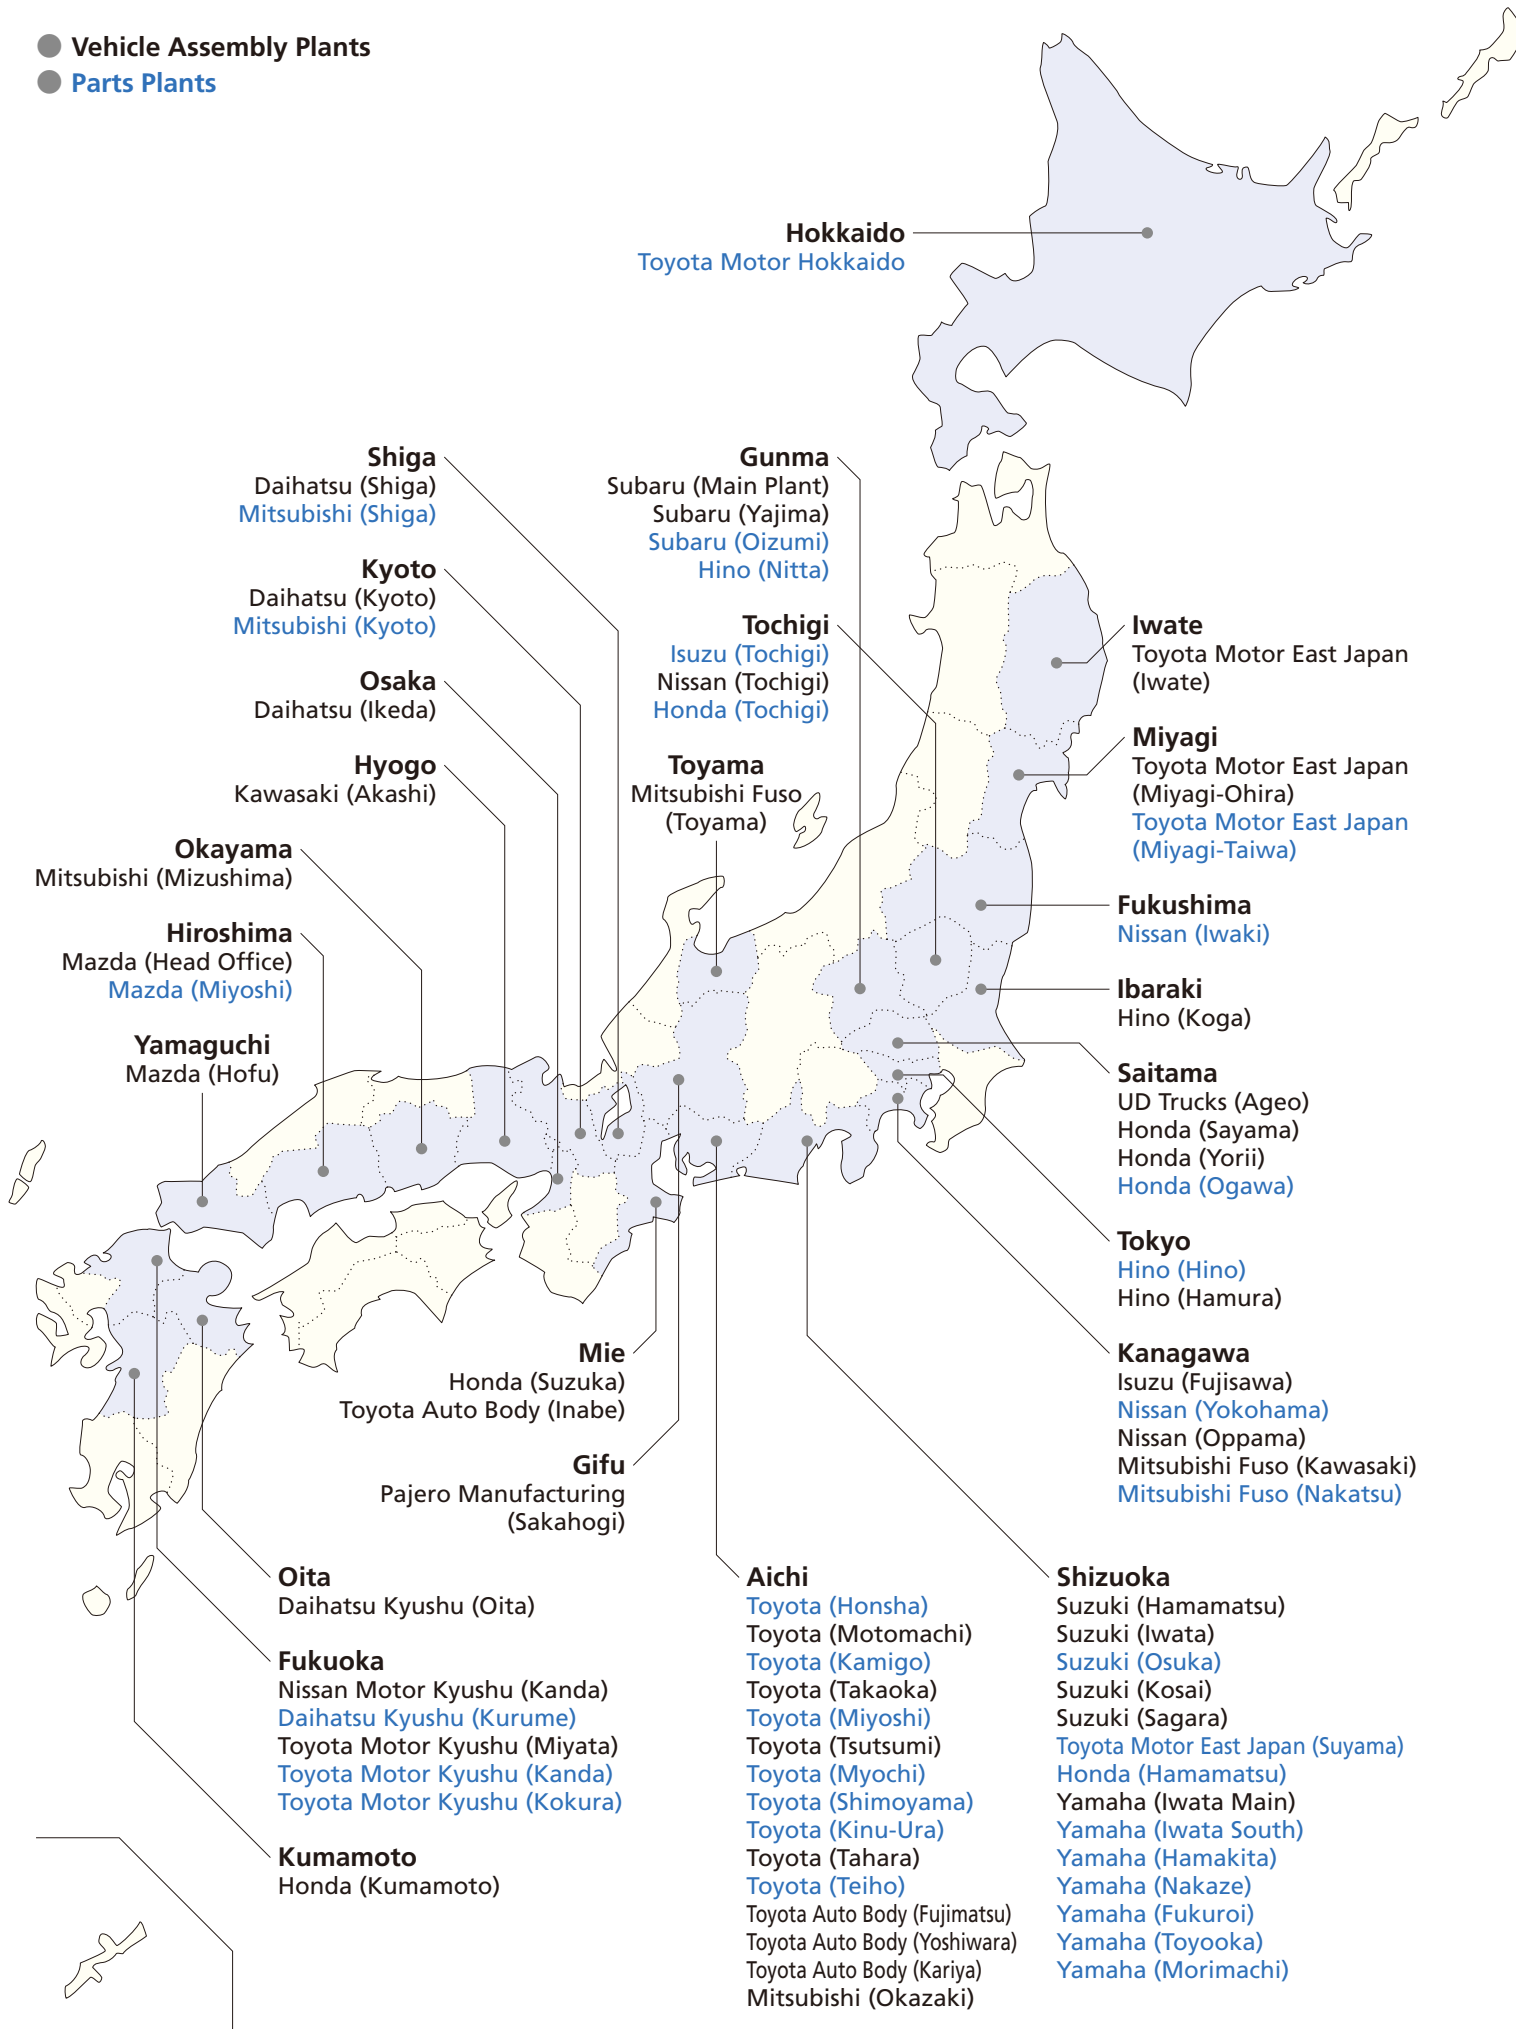 Vehicle Assembly Plants
Parts Plants
Hokkaido
Toyota Motor Hokkaido
Shiga
Daihatsu (Shiga)
Mitsubishi (Shiga)
Kyoto
Daihatsu (Kyoto)
Mitsubishi (Kyoto)
Osaka
Daihatsu (Ikeda)
Hyogo
Kawasaki (Akashi)
Okayama
Mitsubishi (Mizushima)
Hiroshima
Mazda (Head Office)
Mazda (Miyoshi)
Yamaguchi
Mazda (Hofu)
Gunma
Subaru (Main Plant)
Subaru (Yajima)
Subaru (Oizumi)
Hino (Nitta)
Tochigi
Isuzu (Tochigi)
Nissan (Tochigi)
Honda (Tochigi)
Toyama
Mitsubishi Fuso
(Toyama)
Iwate
Toyota Motor East Japan
(Iwate)
Miyagi
Toyota Motor East Japan
(Miyagi-Ohira)
Toyota Motor East Japan
(Miyagi-Taiwa)
Fukushima
Nissan (Iwaki)
Ibaraki
Hino (Koga)
Saitama
UD Trucks (Ageo)
Honda (Sayama)
Honda (Yorii)
Honda (Ogawa)
Tokyo
Hino (Hino)
Hino (Hamura)
Kanagawa
Isuzu (Fujisawa)
Nissan (Yokohama)
Nissan (Oppama)
Mitsubishi Fuso (Kawasaki)
Mitsubishi Fuso (Nakatsu)
Mie
Honda (Suzuka)
Toyota Auto Body (Inabe)
Gifu
Pajero Manufacturing
(Sakahogi)
Oita
Daihatsu Kyushu (Oita)
Fukuoka
Nissan Motor Kyushu (Kanda)
Daihatsu Kyushu (Kurume)
Toyota Motor Kyushu (Miyata)
Toyota Motor Kyushu (Kanda)
Toyota Motor Kyushu (Kokura)
Kumamoto
Honda (Kumamoto)
Aichi
Toyota (Honsha)
Toyota (Motomachi)
Toyota (Kamigo)
Toyota (Takaoka)
Toyota (Miyoshi)
Toyota (Tsutsumi)
Toyota (Myochi)
Toyota (Shimoyama)
Toyota (Kinu-Ura)
Toyota (Tahara)
Toyota (Teiho)
Toyota Auto Body (Fujimatsu)
Toyota Auto Body (Yoshiwara)
Toyota Auto Body (Kariya)
Mitsubishi (Okazaki)
Shizuoka
Suzuki (Hamamatsu)
Suzuki (Iwata)
Suzuki (Osuka)
Suzuki (Kosai)
Suzuki (Sagara)
Toyota Motor East Japan (Suyama)
Honda (Hamamatsu)
Yamaha (Iwata Main)
Yamaha (Iwata South)
Yamaha (Hamakita)
Yamaha (Nakaze)
Yamaha (Fukuroi)
Yamaha (Toyooka)
Yamaha (Morimachi)